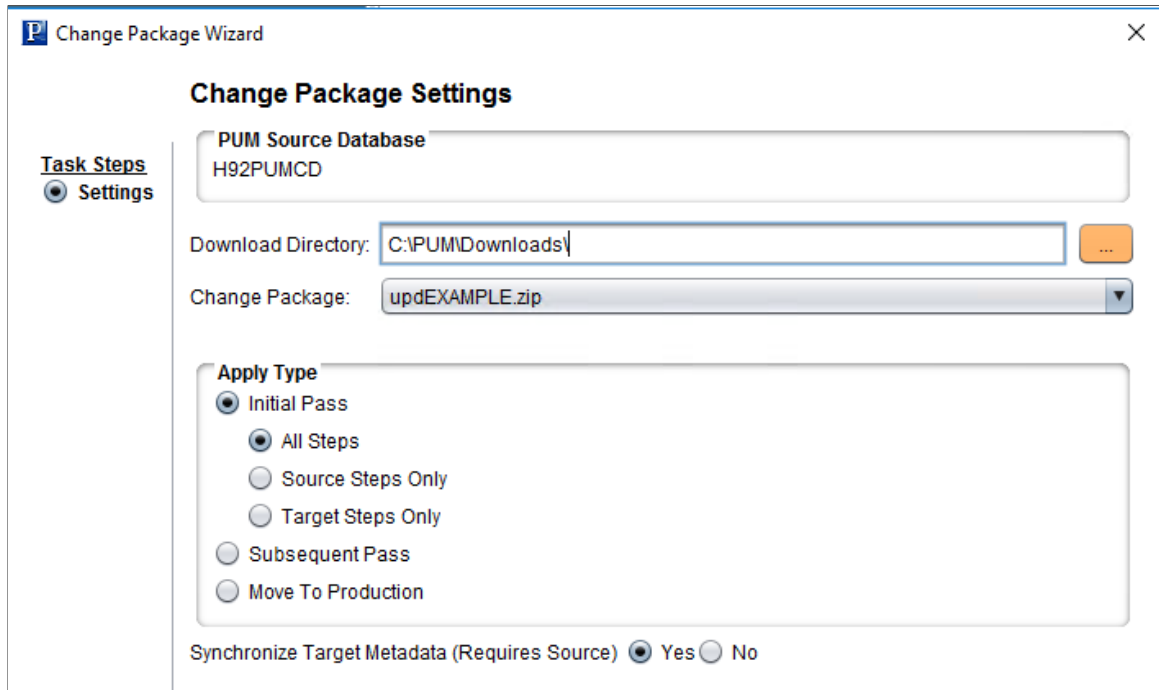 P Change Package Wizard
Change Package Settings
Task Steps
Settings
PUM Source Database
H92PUMCD
Download Directory: C:\PUM\Downloads\
...
Change Package: updEXAMPLE.zip
Apply Type
Initial Pass
All Steps
Source Steps Only
Target Steps Only
Subsequent Pass
Move To Production
Synchronize Target Metadata (Requires Source) Yes No